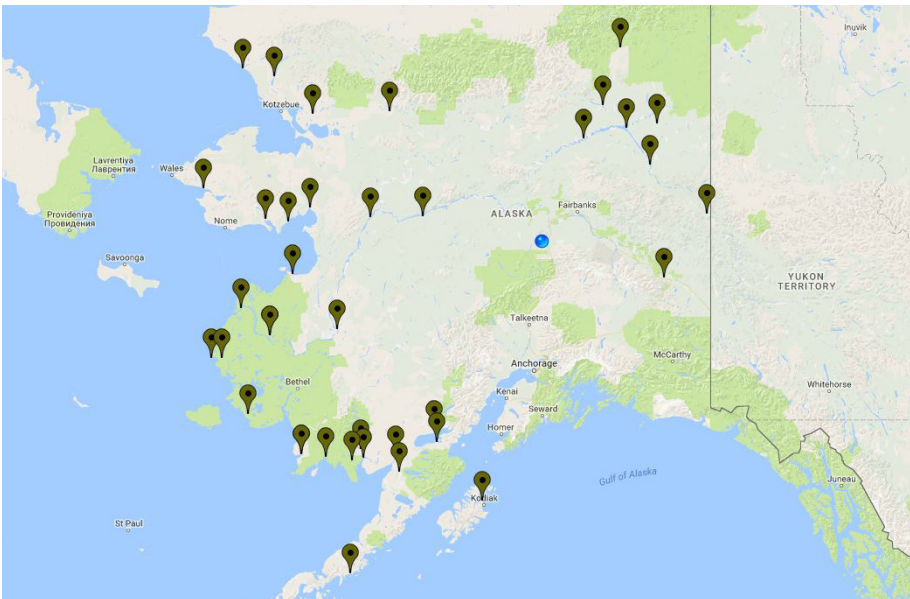 Inuvik
Kotzebue
Lavrentiya
Лаврентия
Wales
Provideniya
Провидения
Nome
ALASKA
Fairbanks
Savoonga
YUKON
TERRITORY
Talkeetna
McCarthy
Anchorage
Bethel
Whitehorse
Kenai
Seward
Homer
Gulf of Alaska
Juneau
Kodiak
St Paul